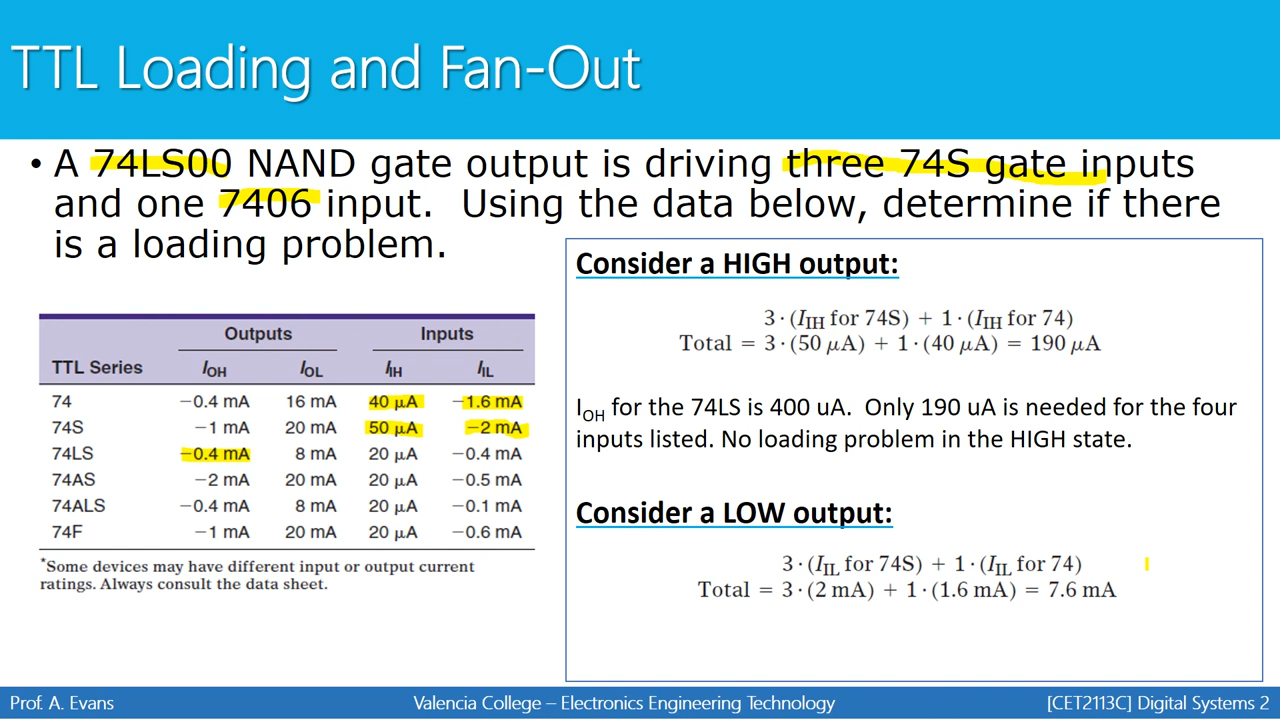 TTL Loading and Fan-Out
• A 74LS00 NAND gate output is driving three 74S gate inputs
and one 7406 input. Using the data below, determine if there
is a loading problem.
Outputs Inputs
TTL Series I_OH I_OL I_IH I_IL
74 −0.4 mA 16 mA 40 μA −1.6 mA
74S −1 mA 20 mA 50 μA −2 mA
74LS −0.4 mA 8 mA 20 μA −0.4 mA
74AS −2 mA 20 mA 20 μA −0.5 mA
74ALS −0.4 mA 8 mA 20 μA −0.1 mA
74F −1 mA 20 mA 20 μA −0.6 mA
*Some devices may have different input or output current
ratings. Always consult the data sheet.
Consider a HIGH output:
3 · (I_IH for 74S) + 1 · (I_IH for 74)
Total = 3 · (50 μA) + 1 · (40 μA) = 190 μA
I_OH for the 74LS is 400 uA. Only 190 uA is needed for the four
inputs listed. No loading problem in the HIGH state.
Consider a LOW output:
3 · (I_IL for 74S) + 1 · (I_IL for 74)
Total = 3 · (2 mA) + 1 · (1.6 mA) = 7.6 mA
Prof. A. Evans
Valencia College – Electronics Engineering Technology
[CET2113C] Digital Systems 2